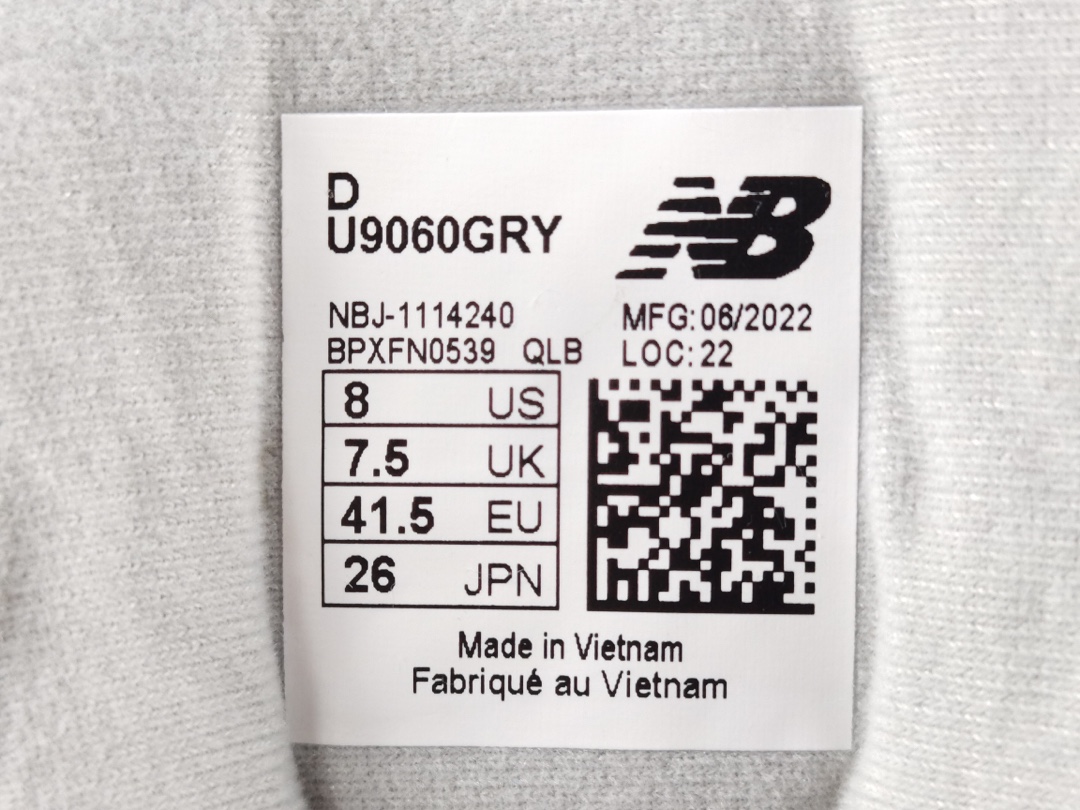 D
U9060GRY
NB
NBJ-1114240
MFG:06/2022
BPXFN0539 QLB
LOC:22
8 US
7.5 UK
41.5 EU
26 JPN
Made in Vietnam
Fabriqué au Vietnam